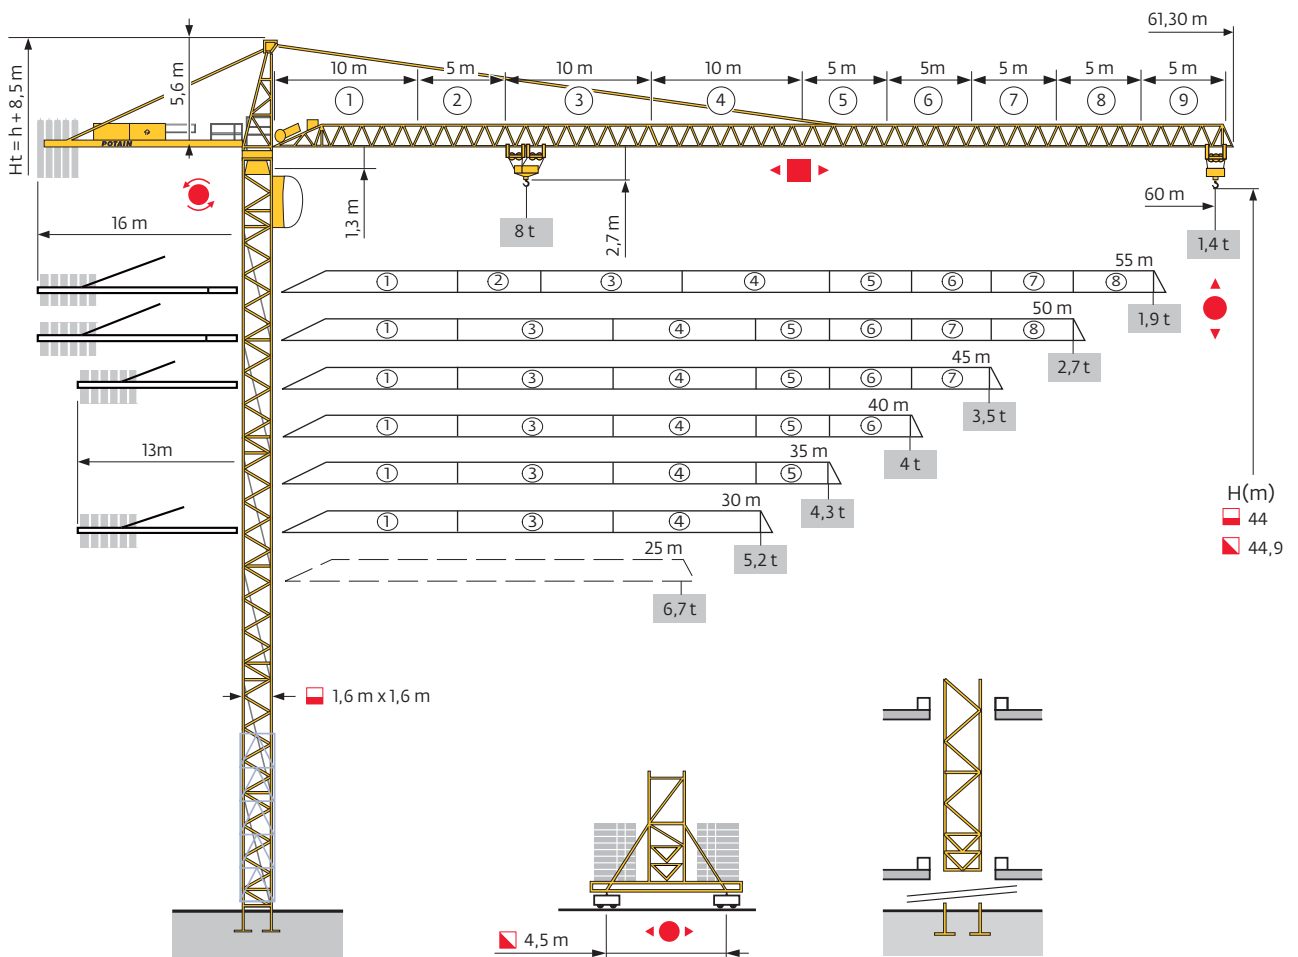 61,30 m
Ht = h + 8,5 m
5,6 m
10 m 5 m 10 m 10 m 5 m 5m 5 m 5 m 5 m
1 2 3 4 5 6 7 8 9
POTAIN
1,3 m
2,7 m
8 t
60 m
1,4 t
16 m
55 m
1 2 3 4 5 6 7 8
1,9 t
50 m
1 3 4 5 6 7 8
2,7 t
45 m
1 3 4 5 6 7
3,5 t
40 m
1 3 4 5 6
4 t
13m
35 m
1 3 4 5
4,3 t
30 m
1 3 4
5,2 t
25 m
6,7 t
H(m)
44
44,9
1,6 m x 1,6 m
4,5 m